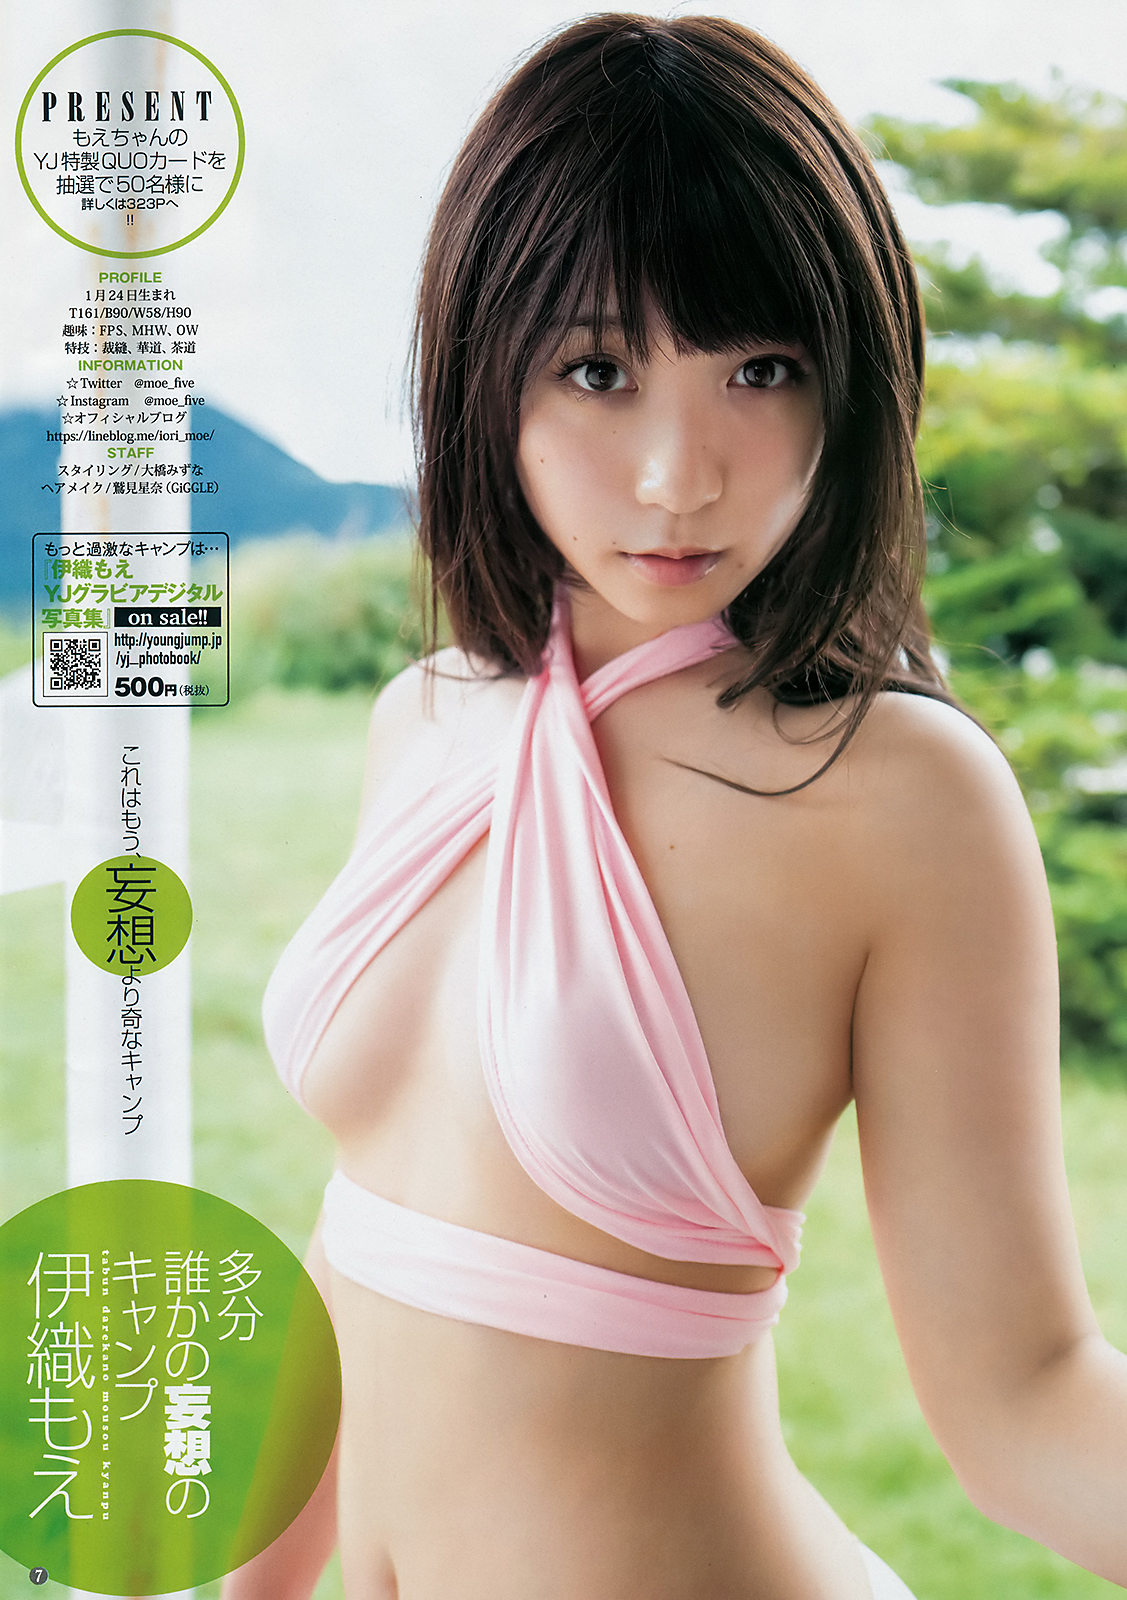 PRESENT
もえちゃんの
YJ特製QUOカードを
抽選で50名様に
詳しくは323Pへ
!!
PROFILE
1月24日生まれ
T161/B90/W58/H90
趣味：FPS、MHW、OW
特技：裁縫、華道、茶道
INFORMATION
☆Twitter @moe_five
☆Instagram @moe_five
☆オフィシャルブログ
https://lineblog.me/iori_moe/
STAFF
スタイリング/大橋みずな
ヘアメイク/鷲見星奈(GiGGLE)
もっと過激なキャンプは…
『伊織もえ
YJグラビアデジタル
写真集』 on sale!!
http://youngjump.jp
/yj_photobook/
500円(税抜)
これはもう、妄想より奇なキャンプ
多分
誰かの妄想の
キャンプ
tabun darekano mousou kyanpu
伊織もえ
7